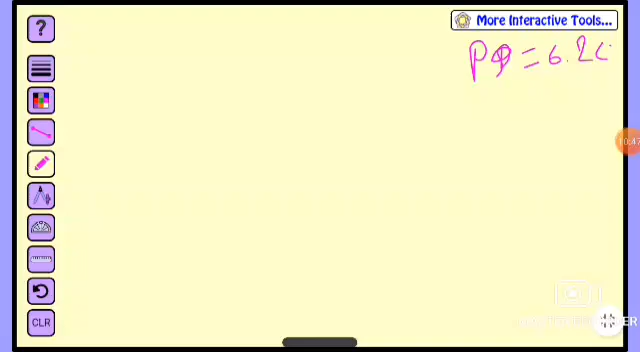 ?
More Interactive Tools...
PQ = 6.2c
CLR